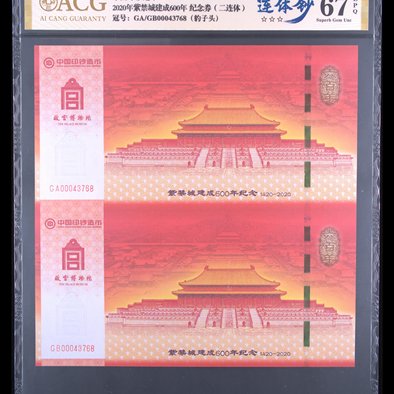 ACG
AI CANG GUARANTY
2020年紫禁城建成600年 纪念券（二连体）
冠号：GA/GB00043768（豹子头）
连体钞
☆☆☆
67
Superb Gem Unc
中国印钞造币
宫
故宫博物院
THE PALACE MUSEUM
GA00043768
紫禁城建成600年纪念 1420-2020
中国印钞造币
宫
故宫博物院
THE PALACE MUSEUM
GB00043768
紫禁城建成600年纪念 1420-2020